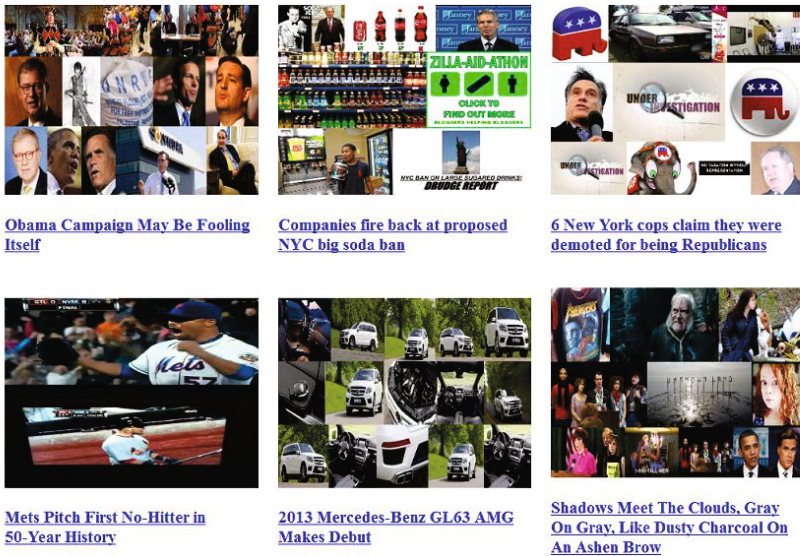 ZILLA-AID-ATHON
CLICK TO
FIND OUT MORE
BLOGGERS HELPING BLOGGERS
NYC BAN ON LARGE SUGARED DRINKS!
DRUDGE REPORT
UNDER
INVESTIGATION
UNDER
INVESTIGATION
NO TAXATION WITHOUT
REPRESENTATION
Obama Campaign May Be Fooling
Itself
Companies fire back at proposed
NYC big soda ban
6 New York cops claim they were
demoted for being Republicans
FINAL
Mets
57
Mets Pitch First No-Hitter in
50-Year History
2013 Mercedes-Benz GL63 AMG
Makes Debut
Shadows Meet The Clouds, Gray
On Gray, Like Dusty Charcoal On
An Ashen Brow